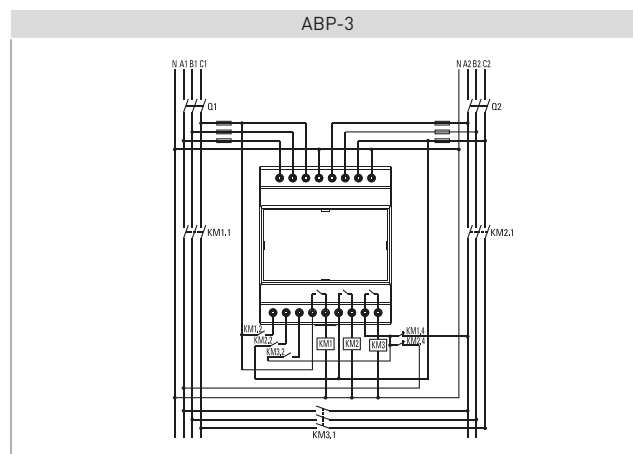 АВР-3
N A1 B1 C1
N A2 B2 C2
Q1
Q2
KM1.1
KM2.1
KM1,2
KM2,2
KM3,2
KM1
KM2
KM3
KM1,4
KM2,4
KM3,1